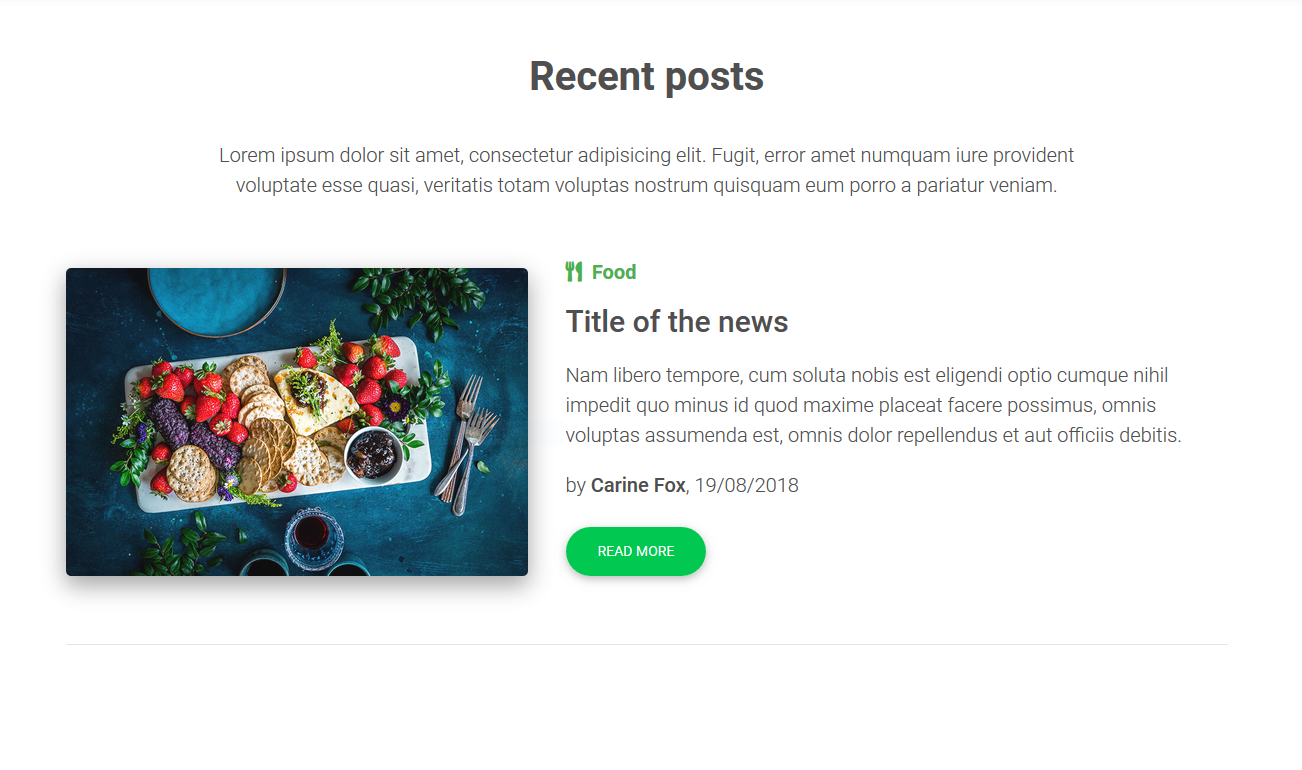 Recent posts
Lorem ipsum dolor sit amet, consectetur adipisicing elit. Fugit, error amet numquam iure provident
voluptate esse quasi, veritatis totam voluptas nostrum quisquam eum porro a pariatur veniam.
Food
Title of the news
Nam libero tempore, cum soluta nobis est eligendi optio cumque nihil
impedit quo minus id quod maxime placeat facere possimus, omnis
voluptas assumenda est, omnis dolor repellendus et aut officiis debitis.
by Carine Fox, 19/08/2018
READ MORE